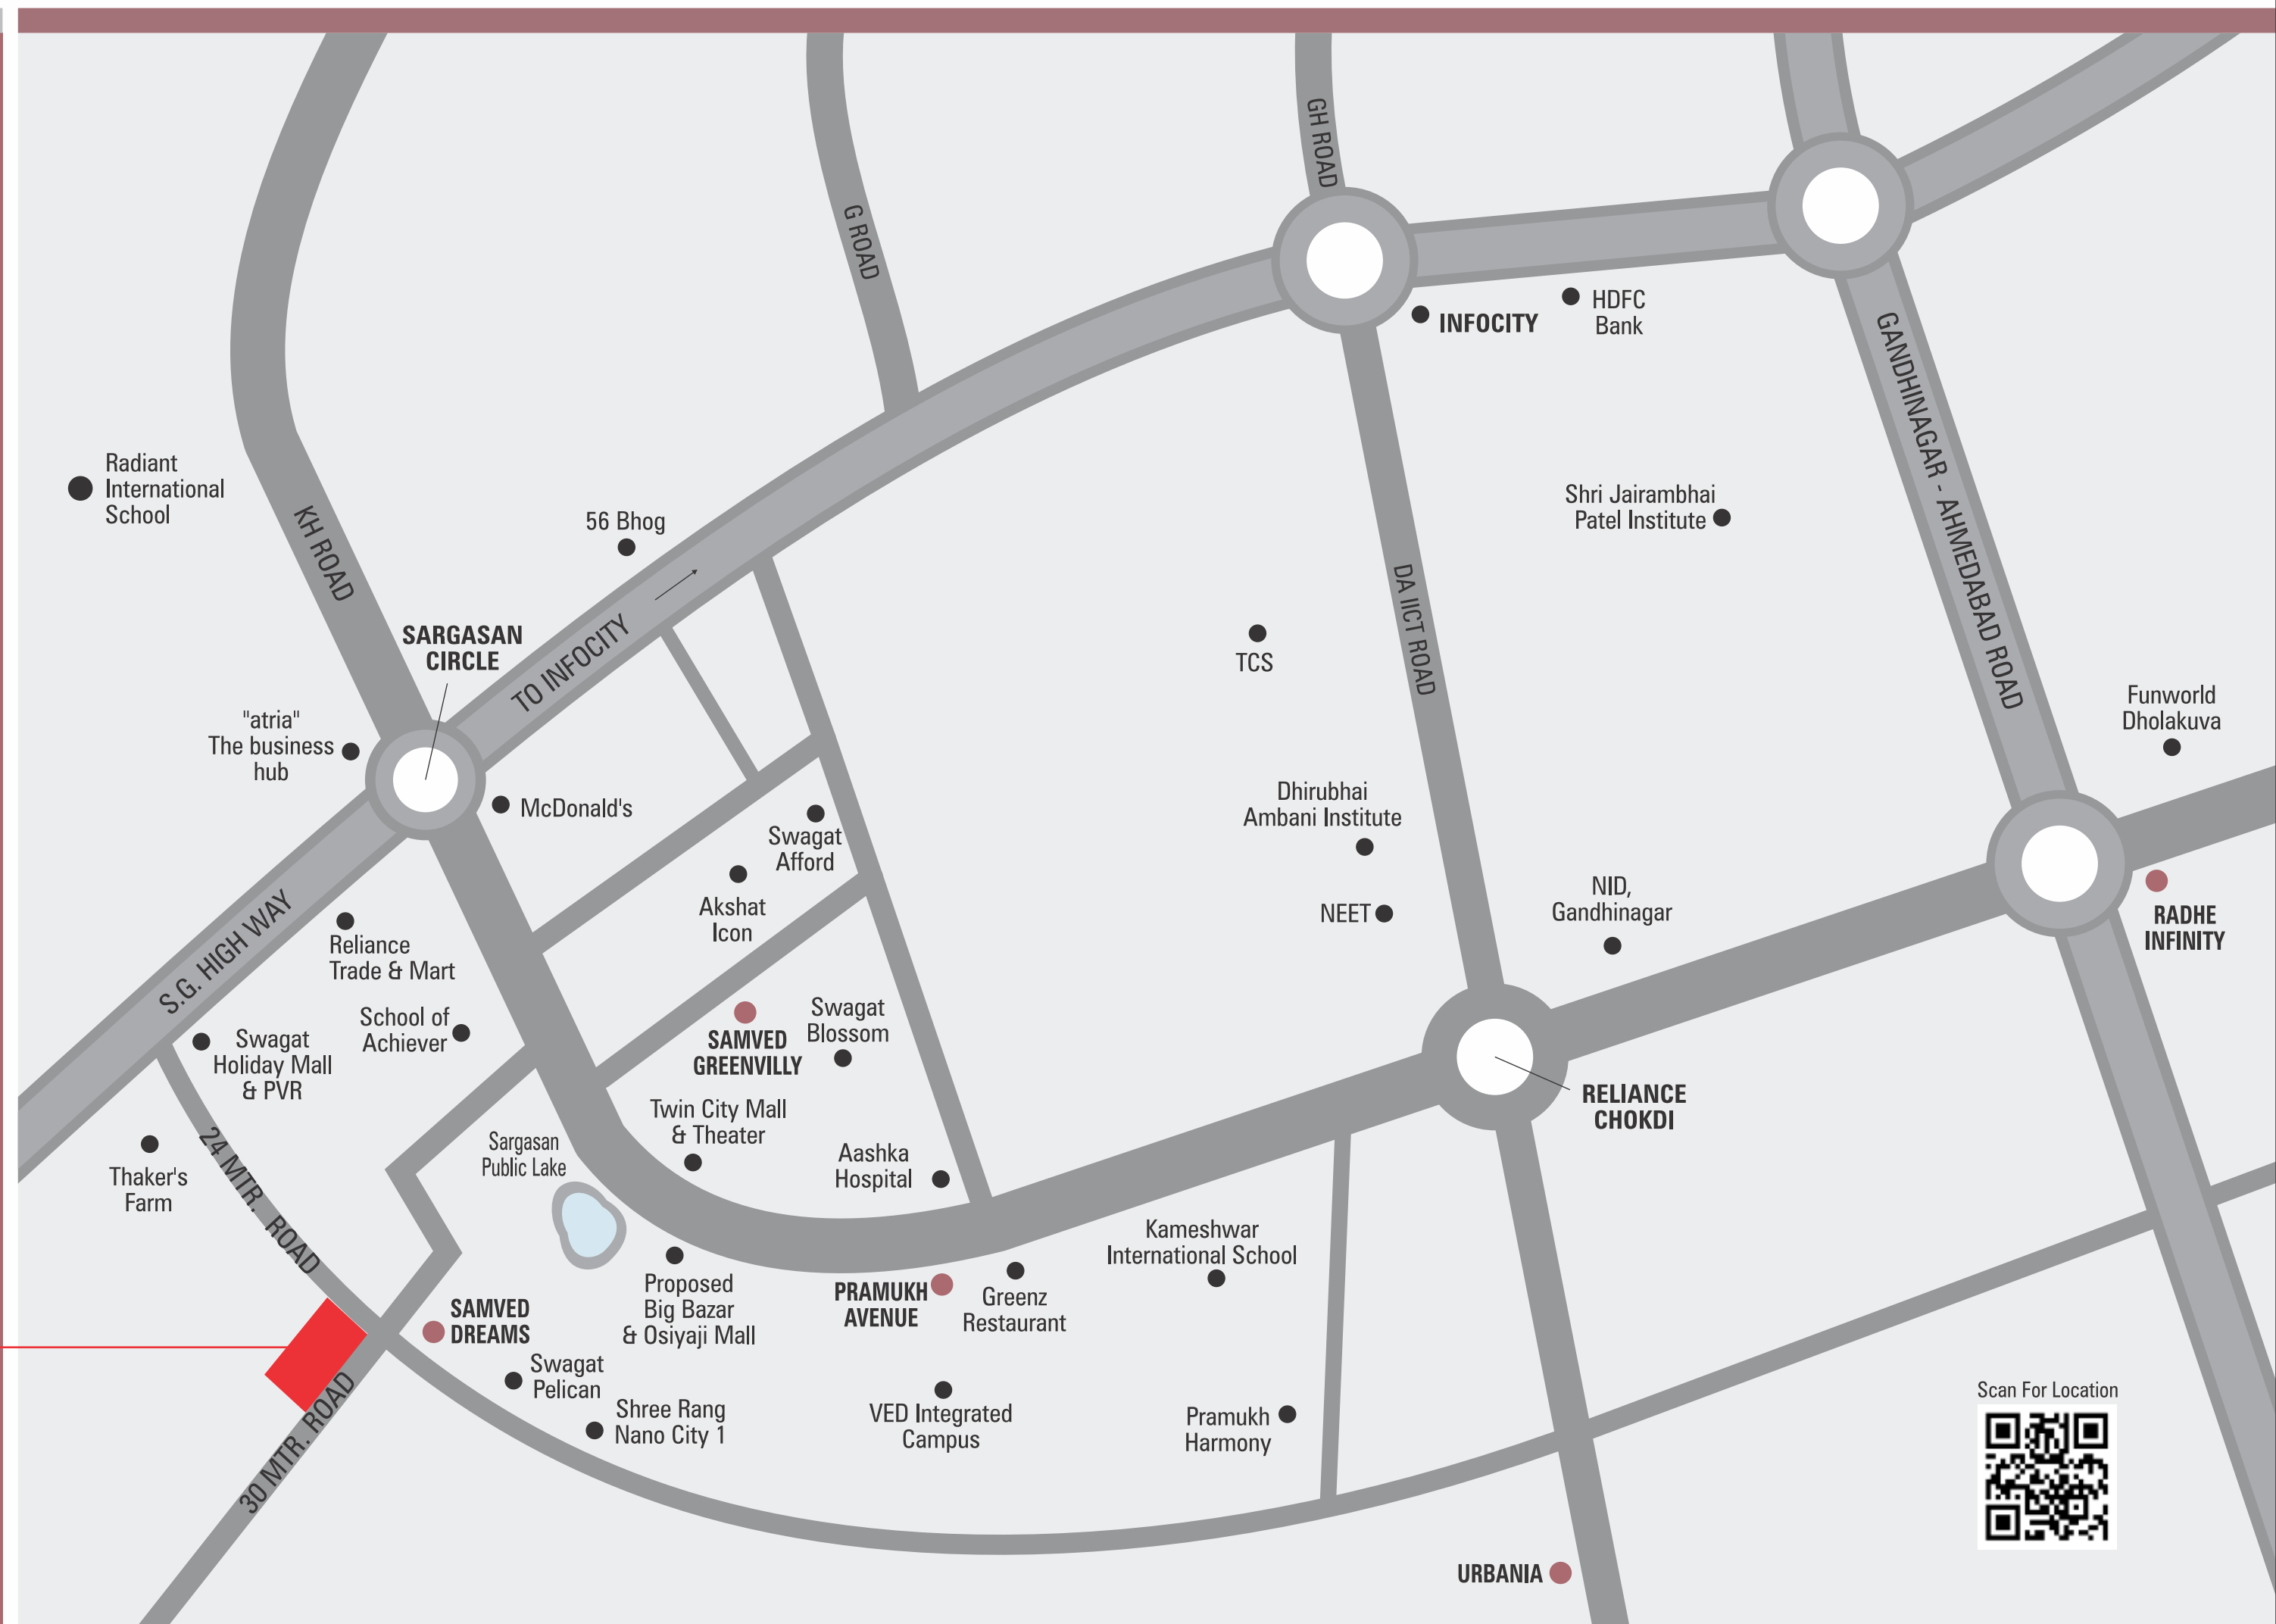 GH ROAD
G ROAD
INFOCITY
HDFC
Bank
GANDHINAGAR - AHMEDABAD ROAD
Radiant
International
School
KH ROAD
56 Bhog
Shri Jairambhai
Patel Institute
DA IICT ROAD
SARGASAN
CIRCLE
TO INFOCITY
TCS
"atria"
The business
hub
McDonald's
Funworld
Dholakuva
Swagat
Afford
Akshat
Icon
Dhirubhai
Ambani Institute
NEET
NID,
Gandhinagar
RADHE
INFINITY
S.G. HIGH WAY
Reliance
Trade & Mart
School of
Achiever
Swagat
Holiday Mall
& PVR
SAMVED
GREENVILLY
Swagat
Blossom
RELIANCE
CHOKDI
Twin City Mall
& Theater
Sargasan
Public Lake
Aashka
Hospital
Thaker's
Farm
24 MTR. ROAD
Kameshwar
International School
SAMVED
DREAMS
Proposed
Big Bazar
& Osiyaji Mall
PRAMUKH
AVENUE
Greenz
Restaurant
Swagat
Pelican
Shree Rang
Nano City 1
VED Integrated
Campus
Pramukh
Harmony
30 MTR. ROAD
Scan For Location
URBANIA